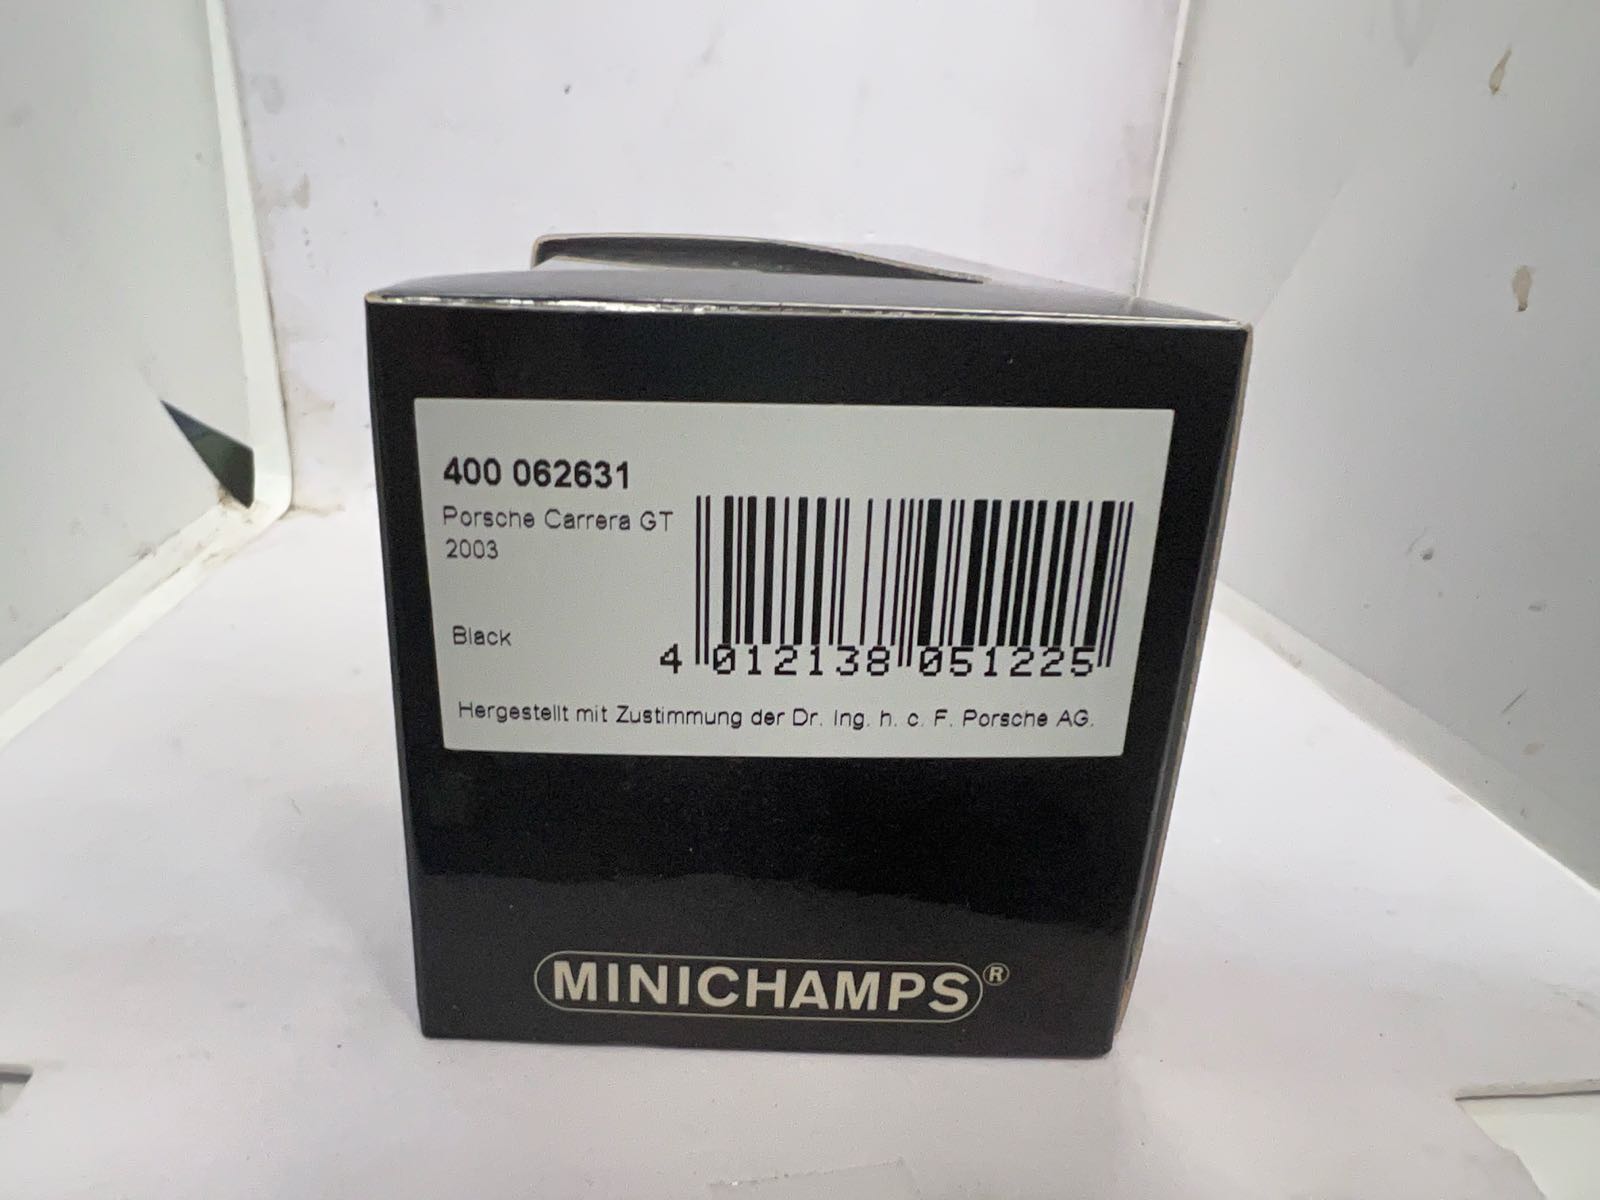 400 062631
Porsche Carrera GT
2003
Black
4 012138 051225
Hergestellt mit Zustimmung der Dr. Ing. h. c. F. Porsche AG.
MINICHAMPS®